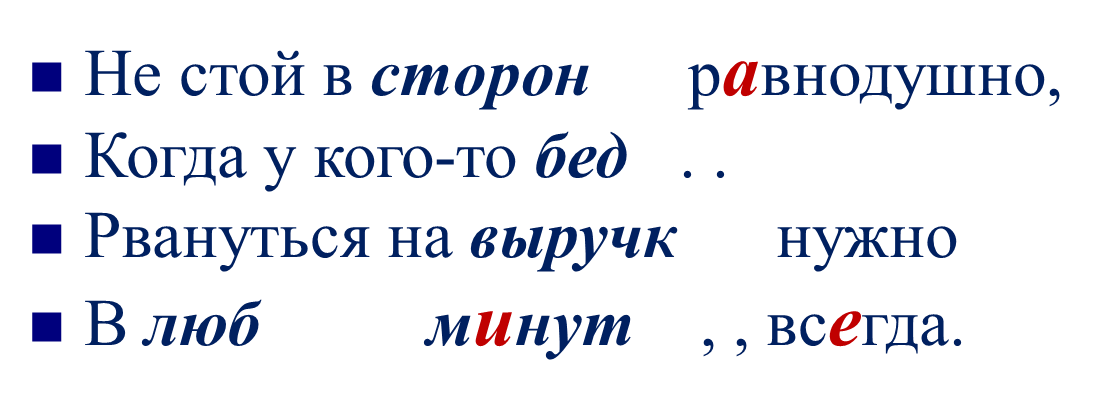 ■ Не стой в сторон равнодушно,
■ Когда у кого-то бед . .
■ Рвануться на выручк нужно
■ В люб минут , , всегда.